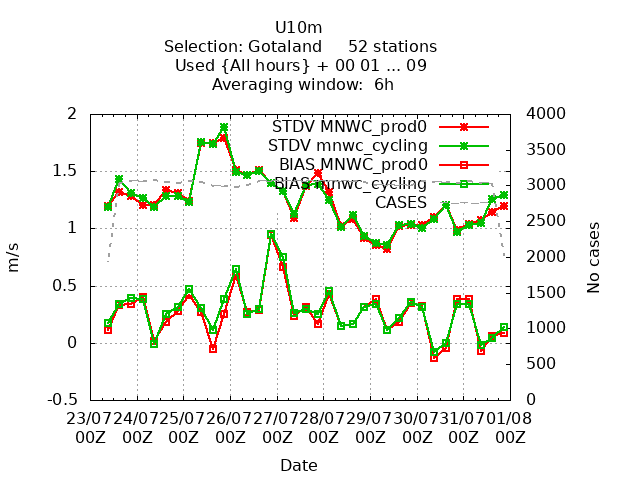 U10m
Selection: Gotaland 52 stations
Used {All hours} + 00 01 ... 09
Averaging window: 6h
2
1.5
1
0.5
0
-0.5
m/s
4000
3500
3000
2500
2000
1500
1000
500
0
No cases
STDV MNWC_prod0
STDV mnwc_cycling
BIAS MNWC_prod0
BIAS mnwc_cycling
CASES
23/07 24/07 25/07 26/07 27/07 28/07 29/07 30/07 31/07 01/08
00Z 00Z 00Z 00Z 00Z 00Z 00Z 00Z 00Z 00Z
Date